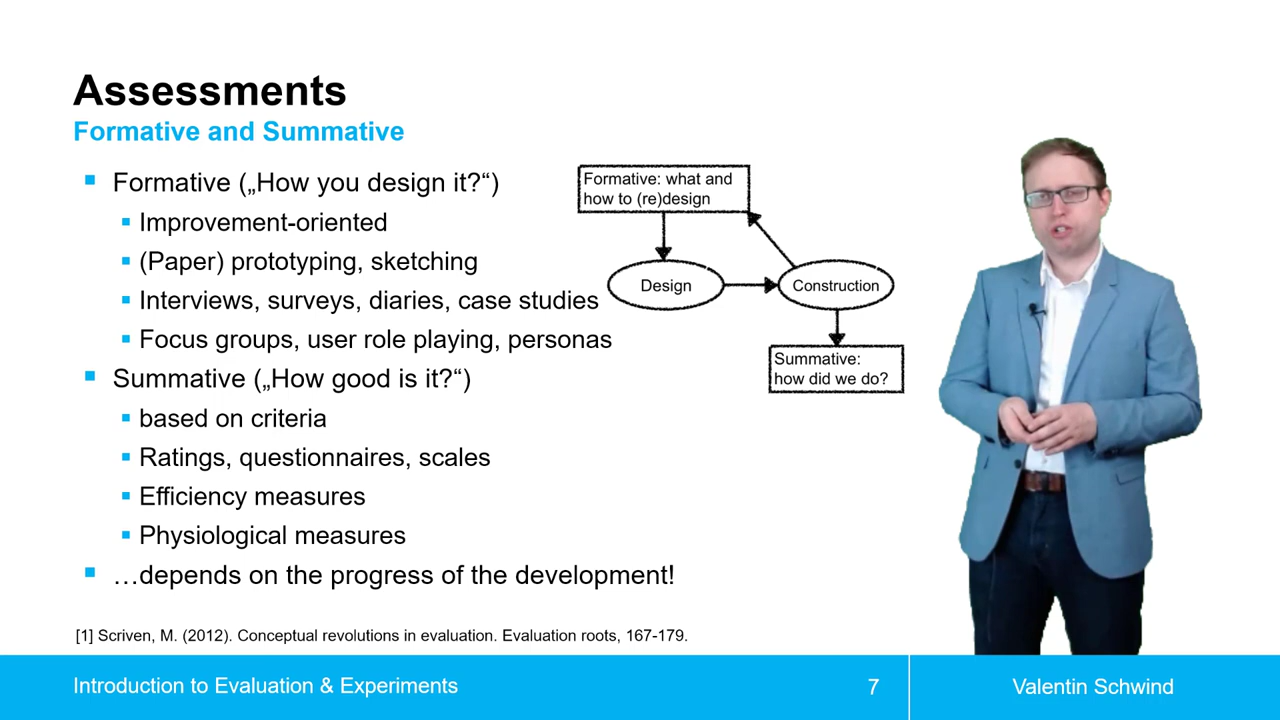 Assessments
Formative and Summative
Formative („How you design it?“)
Improvement-oriented
(Paper) prototyping, sketching
Interviews, surveys, diaries, case studies
Focus groups, user role playing, personas
Summative („How good is it?“)
based on criteria
Ratings, questionnaires, scales
Efficiency measures
Physiological measures
…depends on the progress of the development!
Formative: what and
how to (re)design
Design
Construction
Summative:
how did we do?
[1] Scriven, M. (2012). Conceptual revolutions in evaluation. Evaluation roots, 167-179.
Introduction to Evaluation & Experiments
7
Valentin Schwind